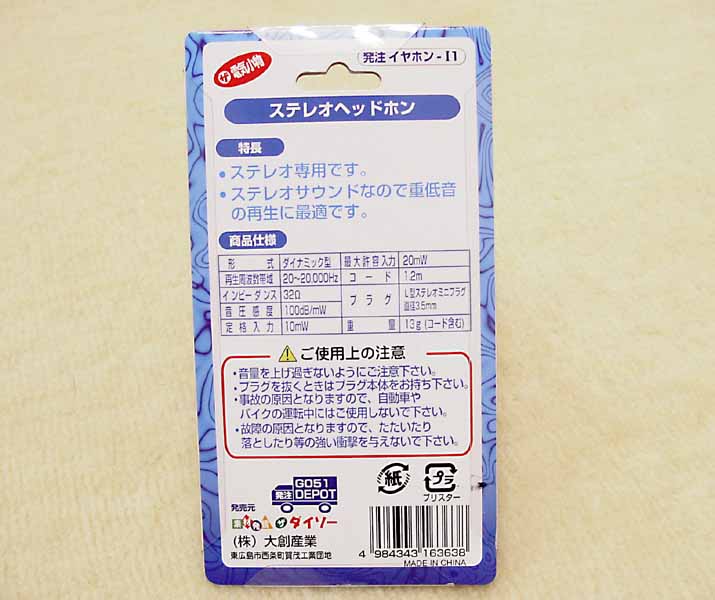 ザ 電気小物
発注 イヤホン-I1
ステレオヘッドホン
特長
•ステレオ専用です。
•ステレオサウンドなので重低音
の再生に最適です。
商品仕様
形式 ダイナミック型 最大許容入力 20mW
再生周波数帯域 20〜20,000Hz コード 1.2m
インピーダンス 32Ω プラグ L型ステレオミニプラグ
音圧感度 100dB/mW 直径3.5mm
定格入力 10mW 重量 13g(コード含む)
ご使用上の注意
•音量を上げ過ぎないようにご注意下さい。
•プラグを抜くときはプラグ本体をお持ち下さい。
•事故の原因となりますので、自動車や
バイクの運転中にはご使用しないで下さい。
•故障の原因となりますので、たたいたり
落としたり等の強い衝撃を与えないで下さい。
発注 G051
DEPOT
紙
プラ
ブリスター
発売元
ザ ダイソー
(株)大創産業
東広島市西条町賀茂工業団地
4 984343 163638
MADE IN CHINA